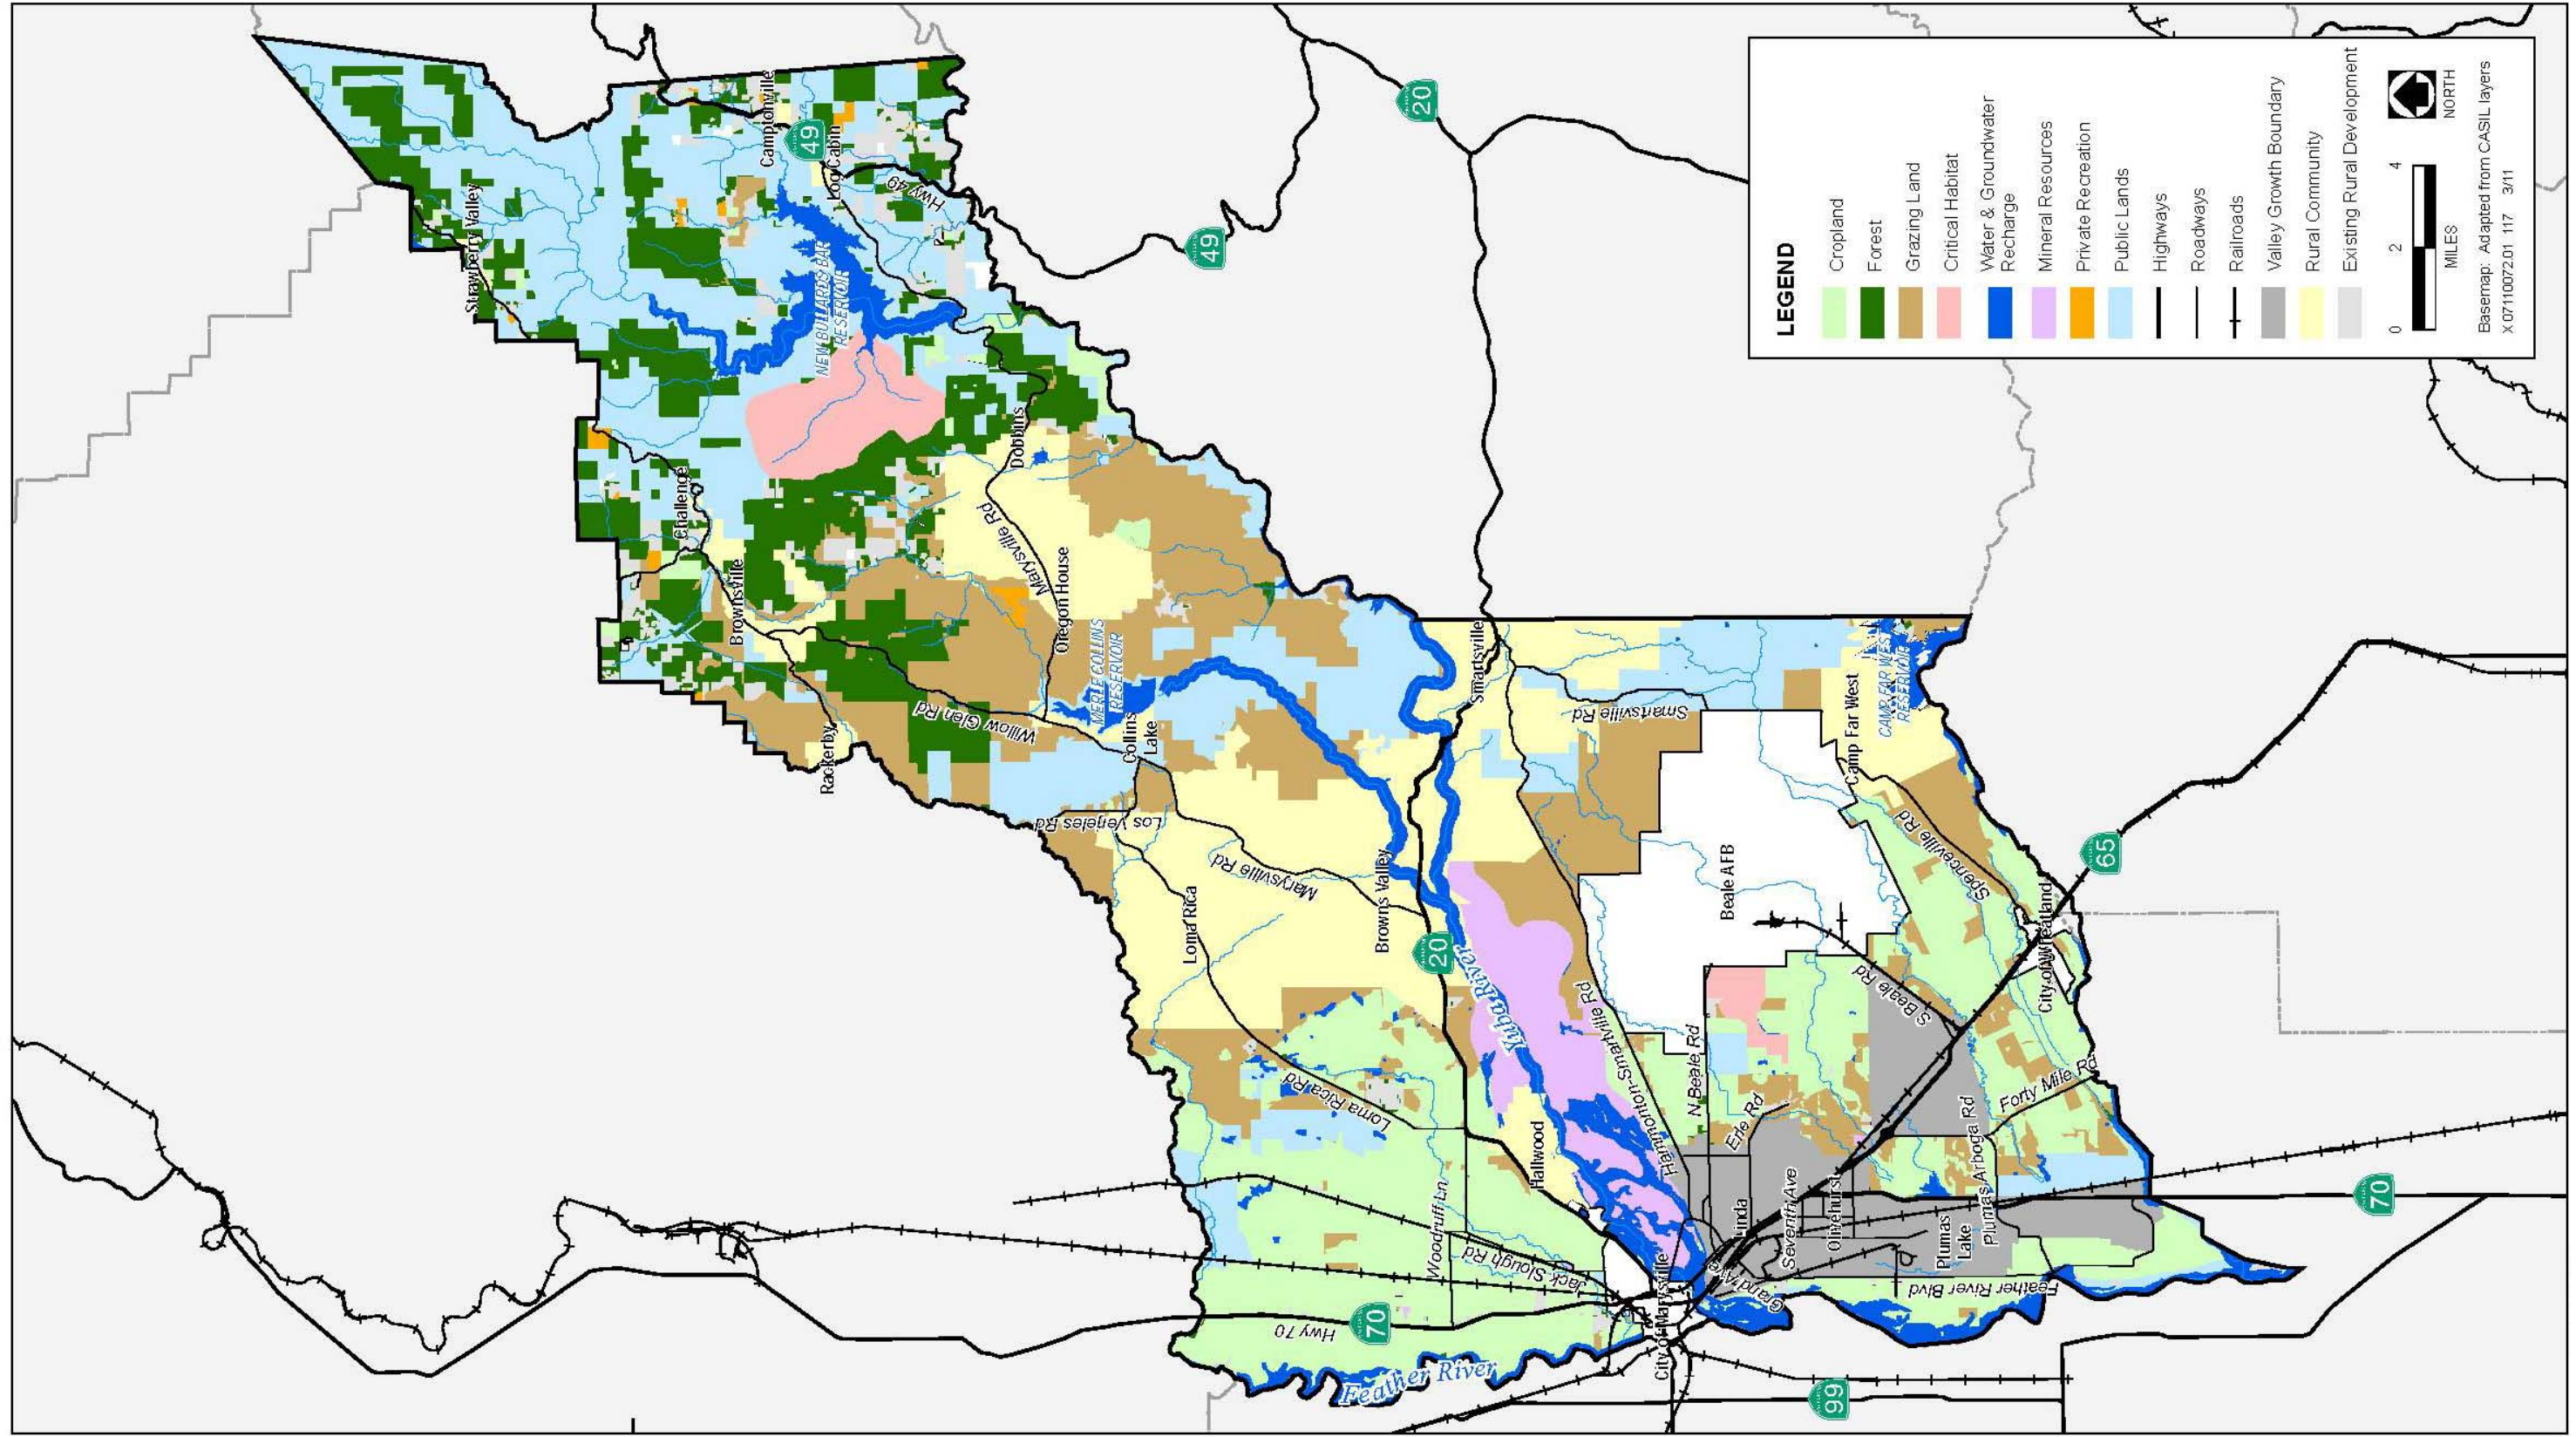 Strawberry Valley
Camptonville
49
Log Cabin
Hwy 49
NEW BULLARDS BAR
RESERVOIR
20
49
Challenge
Dobbins
Brownsville
Marysville Rd
Oregon House
Rackerby
Willow Glen Rd
MERLE COLLINS
RESERVOIR
Collins
Lake
Los Verjeles Rd
Smartsville
Smartsville Rd
Camp Far West
CAMP FAR WEST
RESERVOIR
Loma Rica
Marysville Rd
Browns Valley
20
Yuba River
Beale AFB
Spenceville Rd
65
City of Wheatland
Hammonton-Smartville Rd
N Beale Rd
S Beale Rd
Loma Rica Rd
Hallwood
Erle Rd
Forty Mile Rd
Woodruff Ln
Jack Slough Rd
Linda
Seventh Ave
Olivehurst
Plumas Arboga Rd
Plumas
Lake
Grand Ave
Feather River Blvd
City of Marysville
Hwy 70
70
Feather River
70
99
LEGEND
Cropland
Forest
Grazing Land
Critical Habitat
Water & Groundwater
Recharge
Mineral Resources
Private Recreation
Public Lands
Highways
Roadways
Railroads
Valley Growth Boundary
Rural Community
Existing Rural Development
0 2 4
MILES
NORTH
Basemap: Adapted from CASIL layers
X 07110072.01 117 3/11